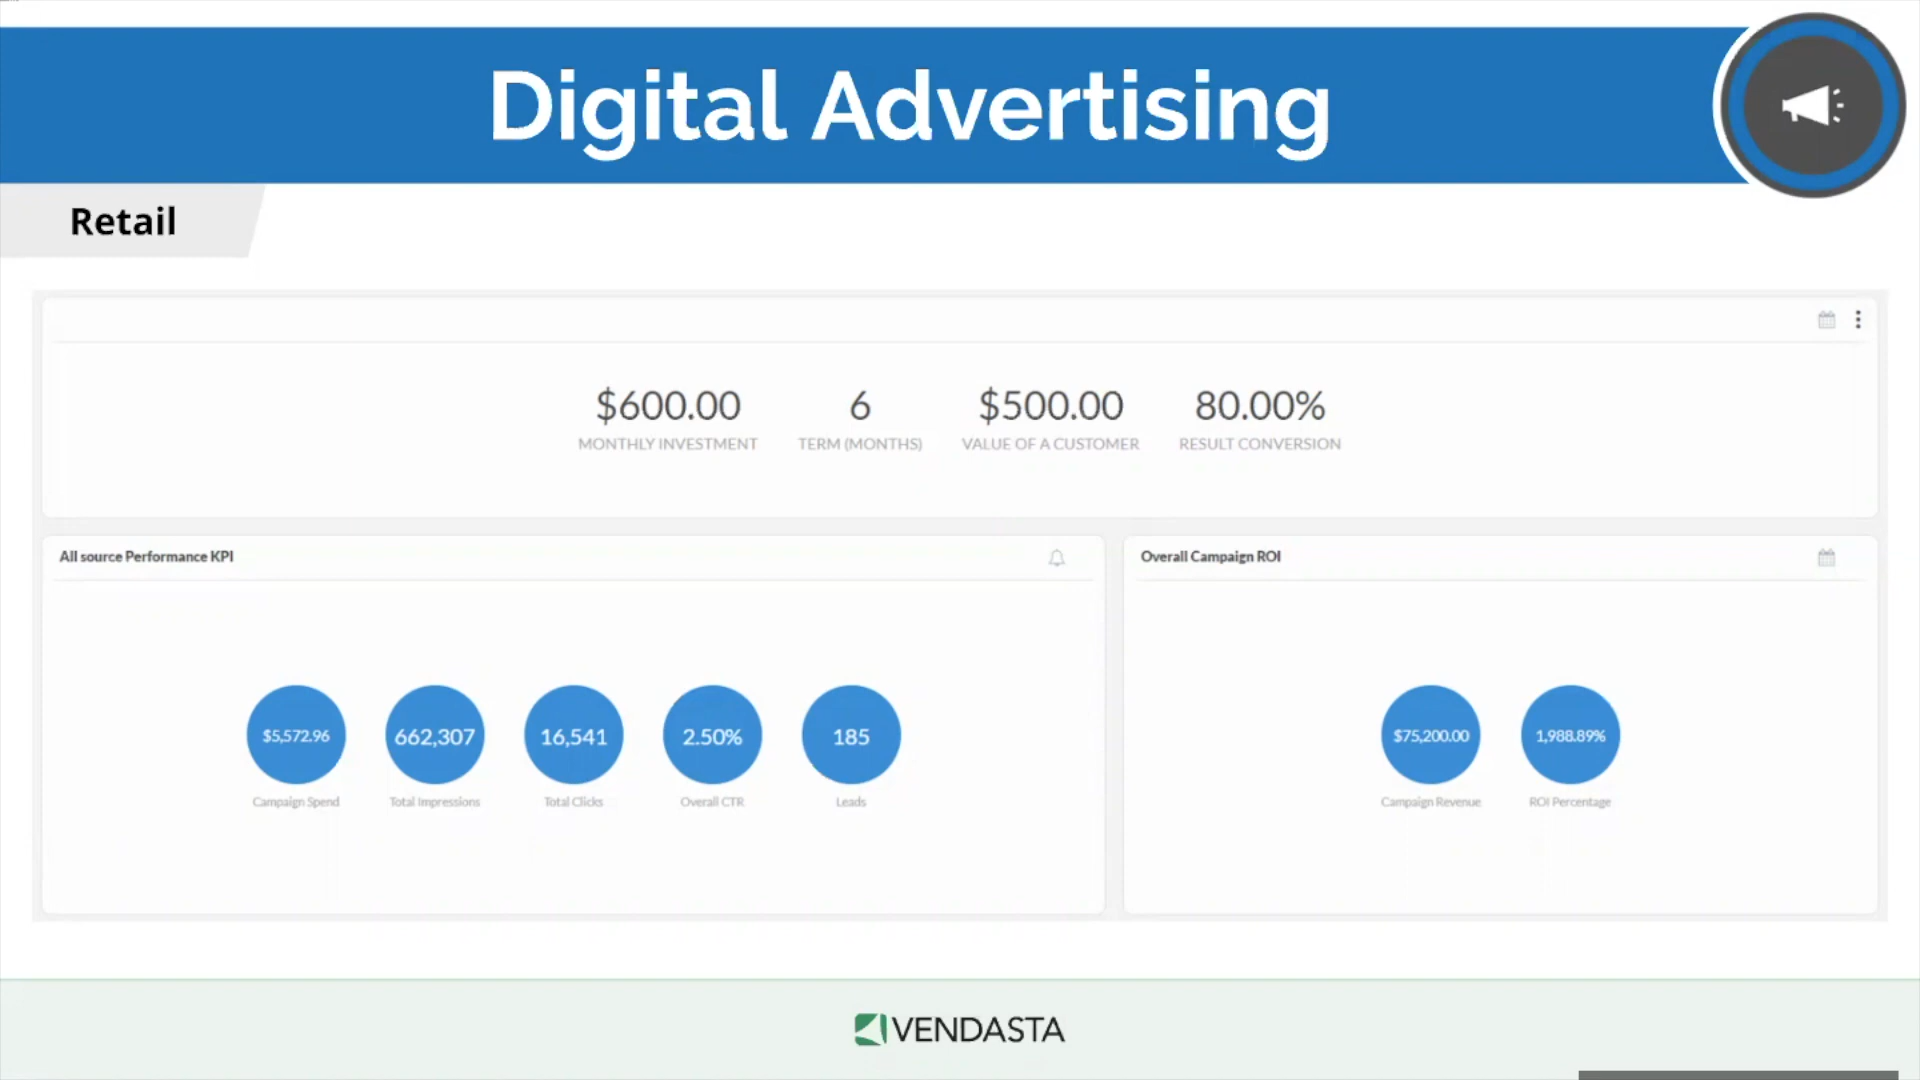 Digital Advertising
Retail
$600.00 6 $500.00 80.00%
MONTHLY INVESTMENT TERM (MONTHS) VALUE OF A CUSTOMER RESULT CONVERSION
All source Performance KPI
$5,572.96 662,307 16,541 2.50% 185
Campaign Spend Total Impressions Total Clicks Overall CTR Leads
Overall Campaign ROI
$75,200.00 1,988.89%
Campaign Revenue ROI Percentage
VENDASTA